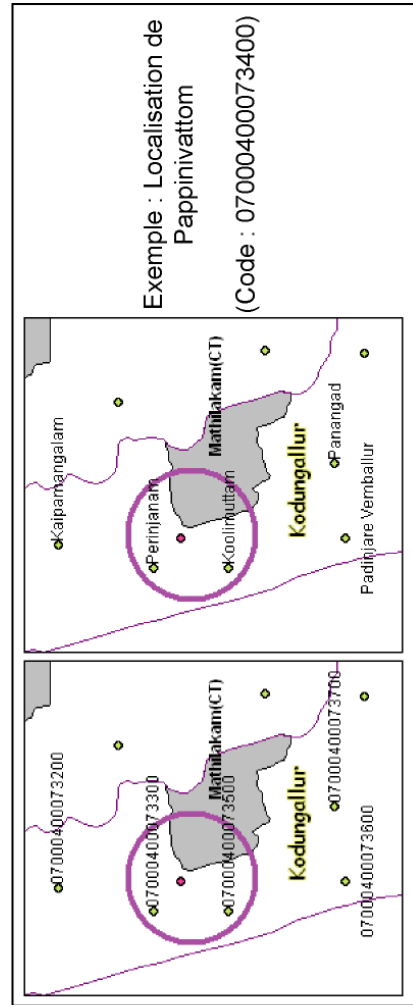 07000400073200
07000400073300
Mathilakam(CT)
07000400073500
Kodungallur
07000400073700
07000400073600
Kaipamangalam
Perinjanam
Mathilakam(CT)
Koolimuttam
Kodungallur
Panangad
Padinjare Vemballur
Exemple : Localisation de
Pappinivattom
(Code : 07000400073400)